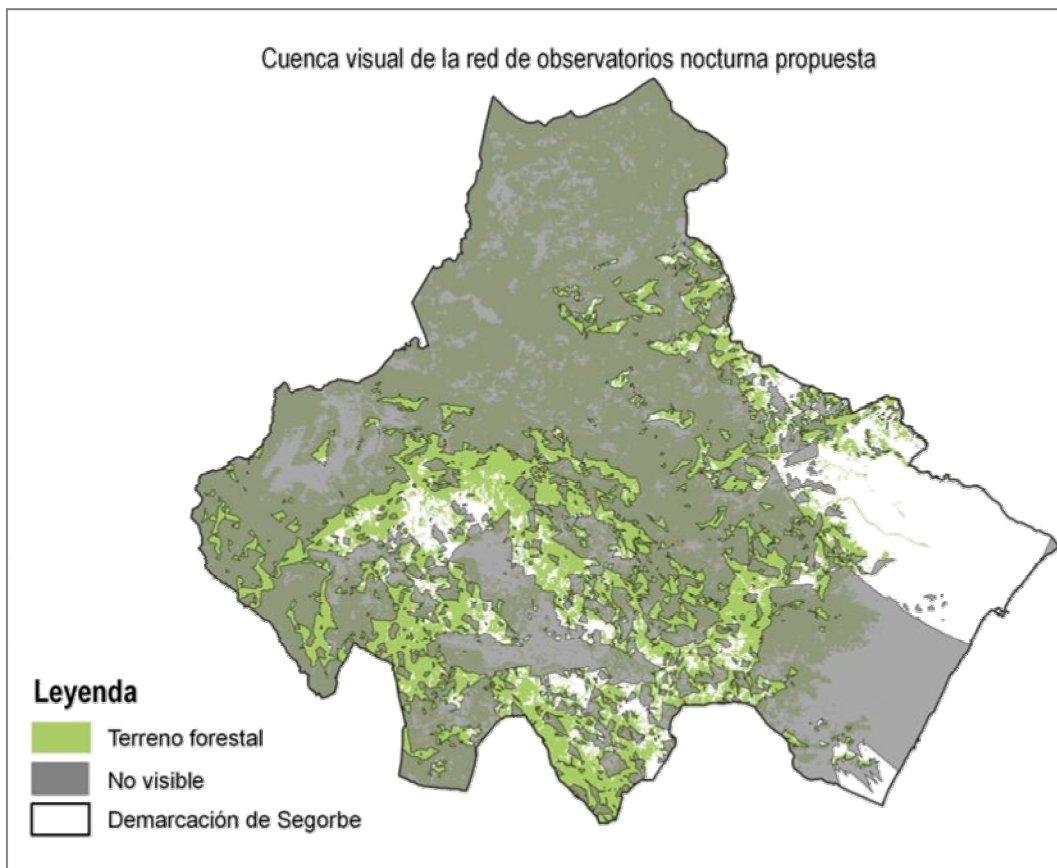 Cuenca visual de la red de observatorios nocturna propuesta
Leyenda
Terreno forestal
No visible
Demarcación de Segorbe